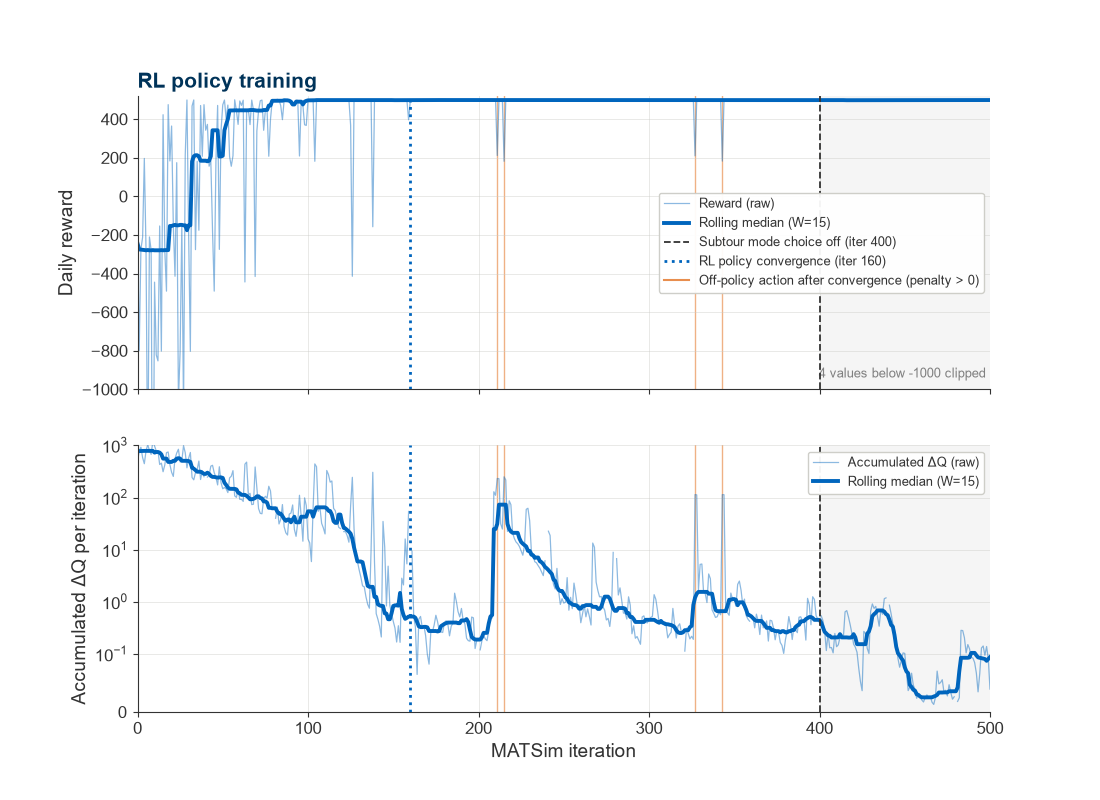 RL policy training
Daily reward
400
200
0
−200
−400
−600
−800
−1000
Reward (raw)
Rolling median (W=15)
Subtour mode choice off (iter 400)
RL policy convergence (iter 160)
Off-policy action after convergence (penalty > 0)
4 values below -1000 clipped
Accumulated ΔQ per iteration
10³
10²
10¹
10⁰
10⁻¹
0
Accumulated ΔQ (raw)
Rolling median (W=15)
0 100 200 300 400 500
MATSim iteration